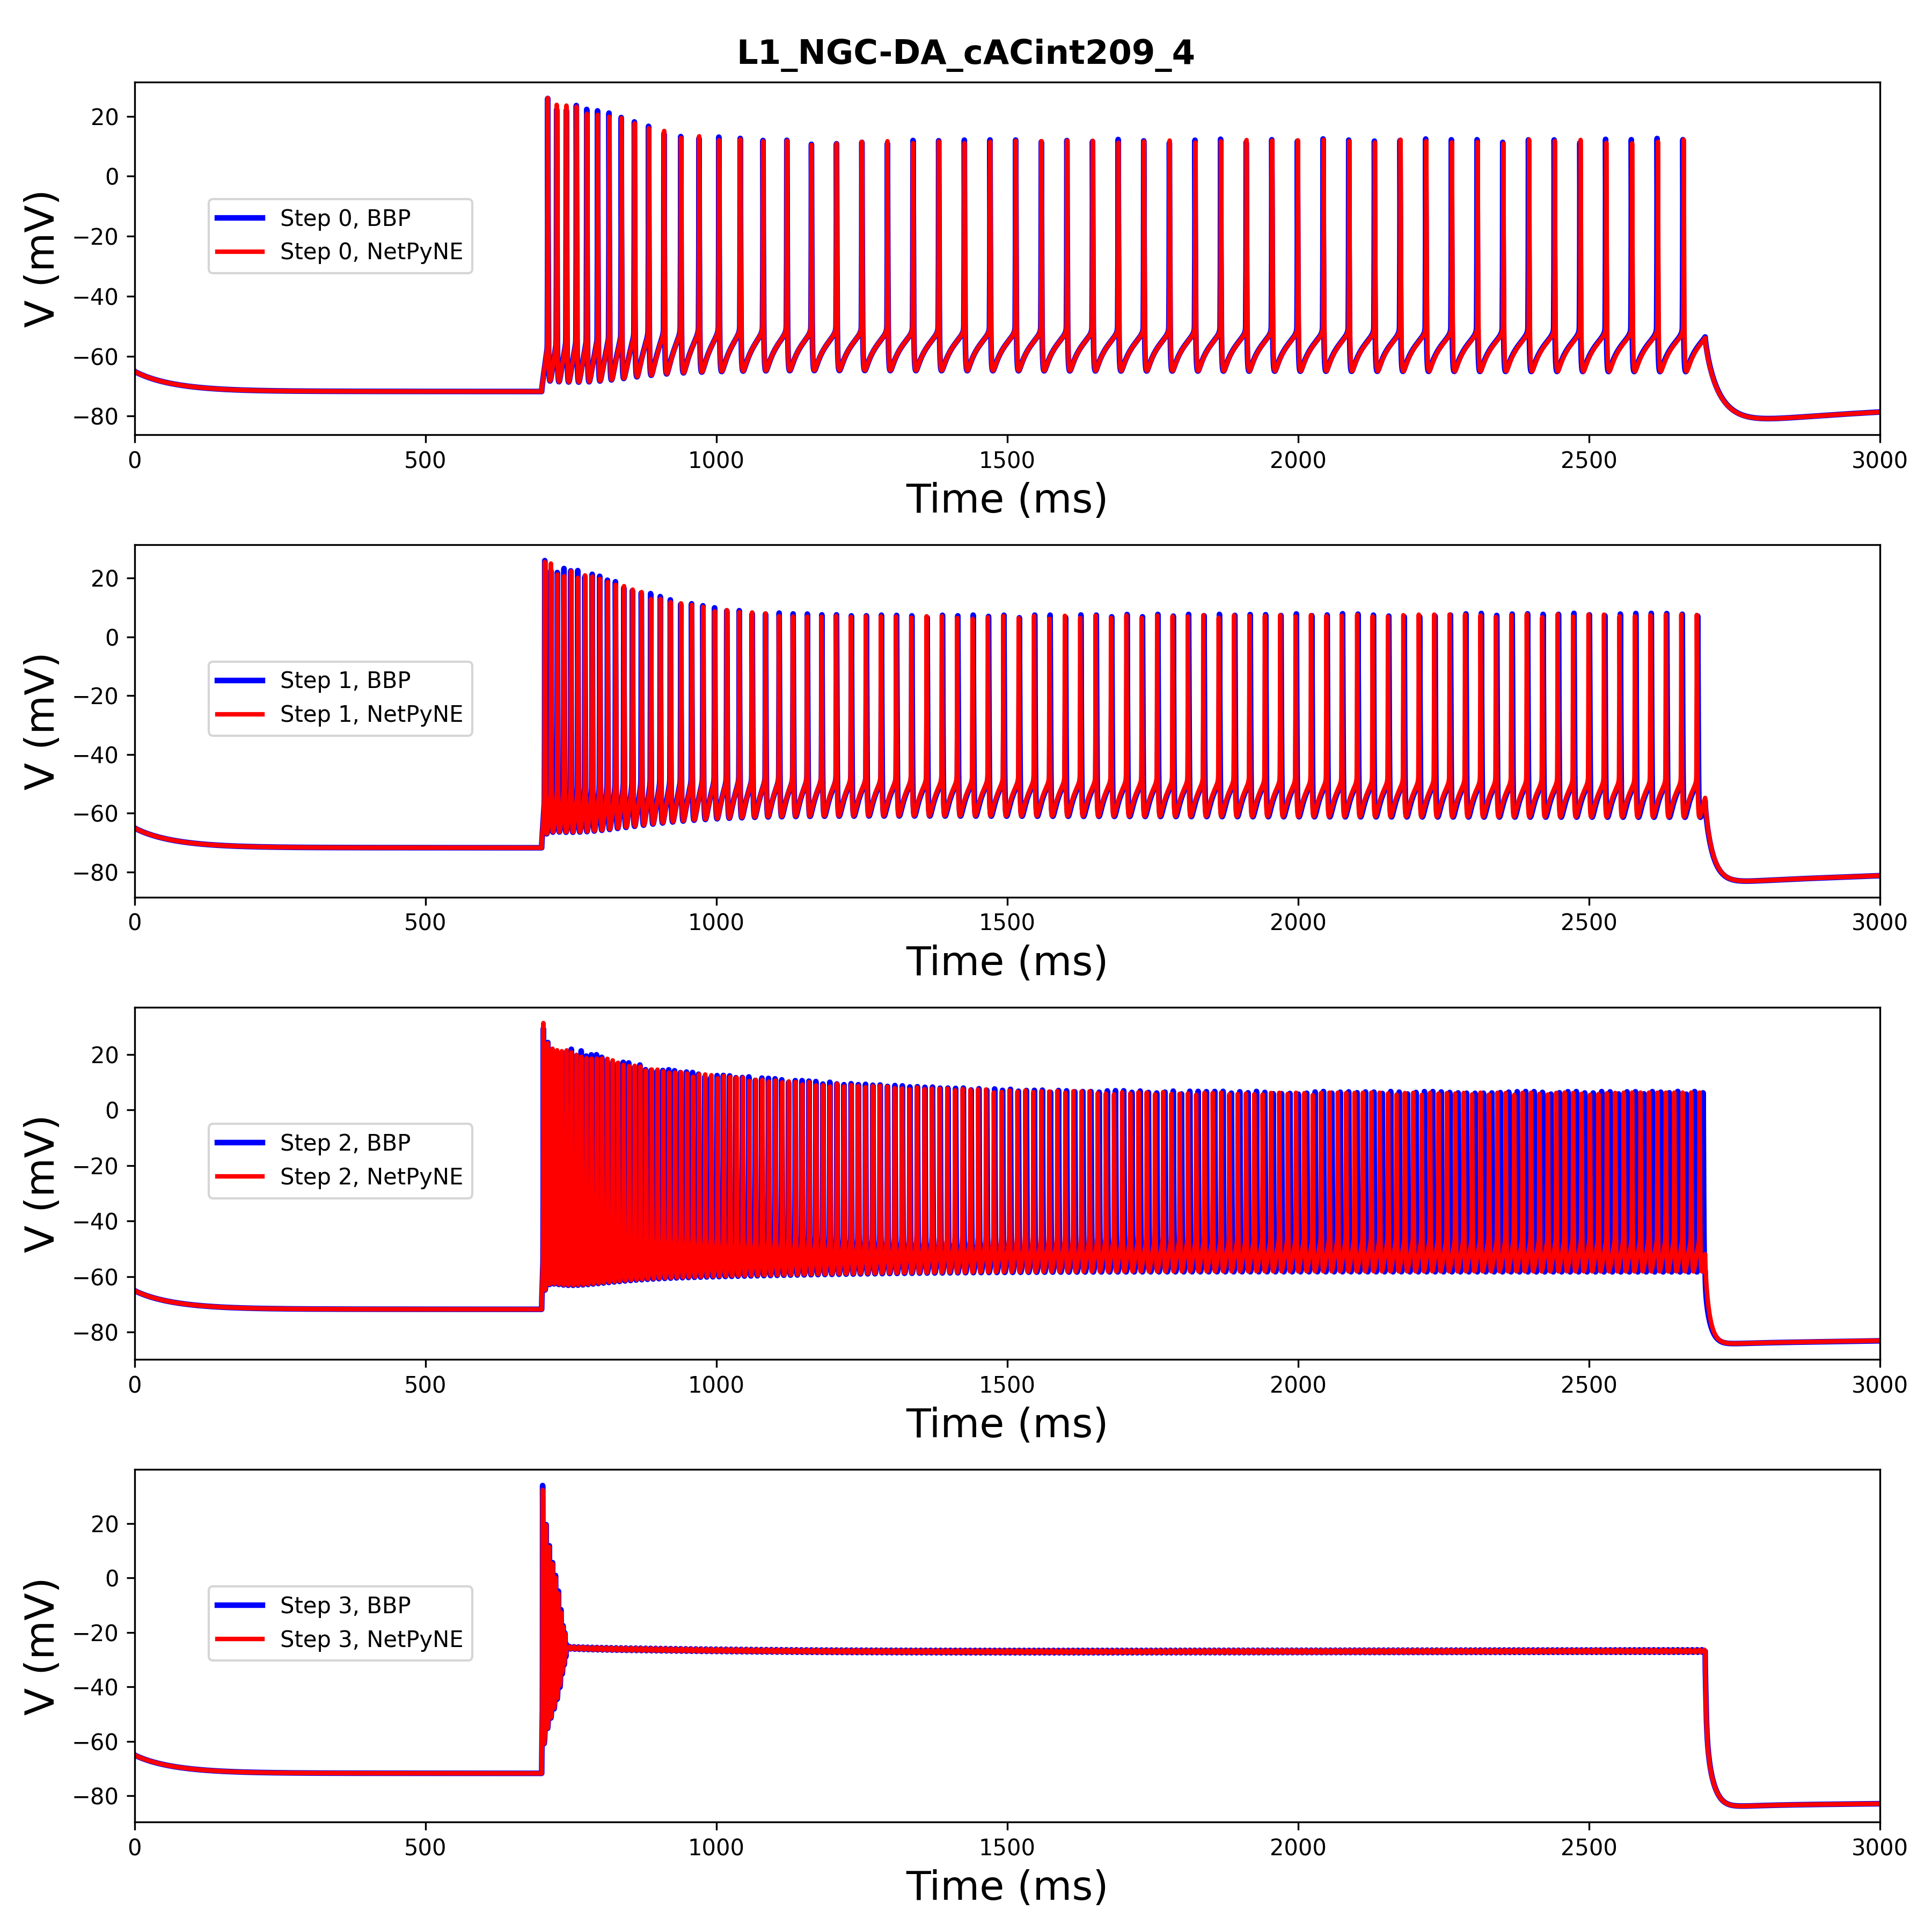 L1_NGC-DA_cACint209_4
20
0
−20
−40
−60
−80
V (mV)
Step 0, BBP
Step 0, NetPyNE
0 500 1000 1500 2000 2500 3000
Time (ms)
20
0
−20
−40
−60
−80
V (mV)
Step 1, BBP
Step 1, NetPyNE
0 500 1000 1500 2000 2500 3000
Time (ms)
20
0
−20
−40
−60
−80
V (mV)
Step 2, BBP
Step 2, NetPyNE
0 500 1000 1500 2000 2500 3000
Time (ms)
20
0
−20
−40
−60
−80
V (mV)
Step 3, BBP
Step 3, NetPyNE
0 500 1000 1500 2000 2500 3000
Time (ms)